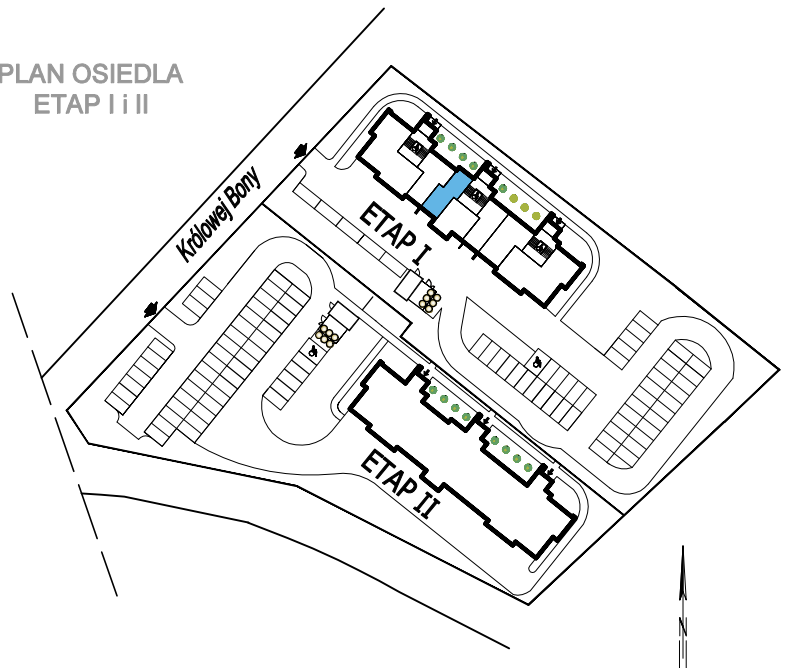 PLAN OSIEDLA
ETAP I i II
Królowej Bony
ETAP I
ETAP II
N